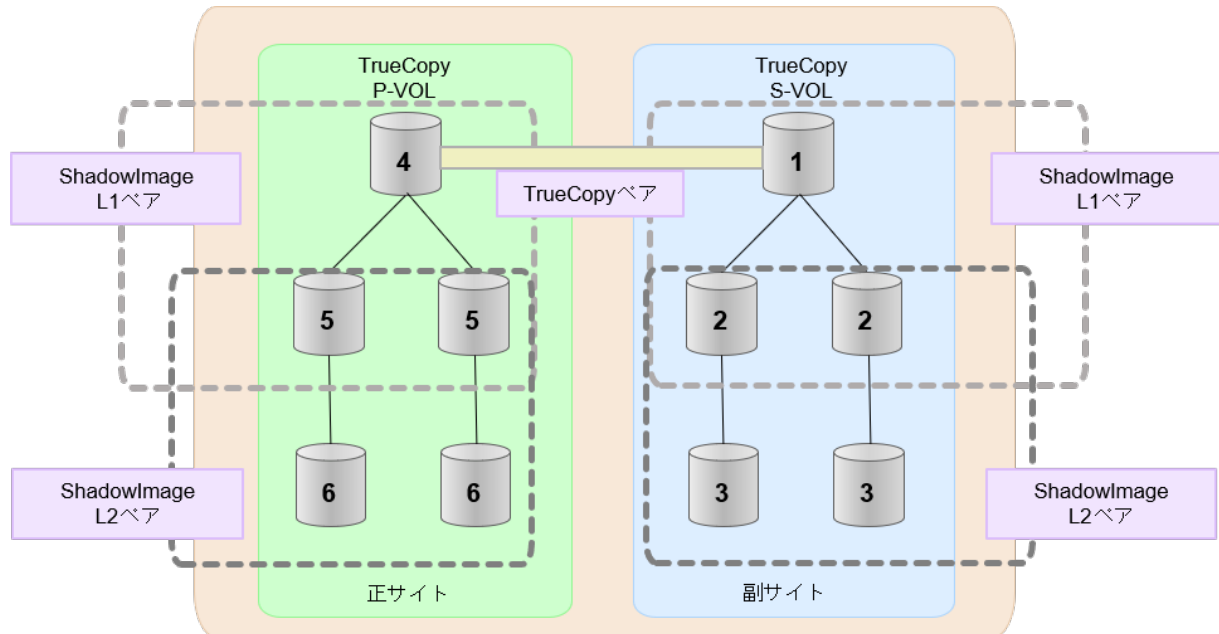 TrueCopy
P-VOL
TrueCopy
S-VOL
4
1
ShadowImage
L1ペア
TrueCopyペア
ShadowImage
L1ペア
5
5
2
2
ShadowImage
L2ペア
6
6
3
3
ShadowImage
L2ペア
正サイト
副サイト